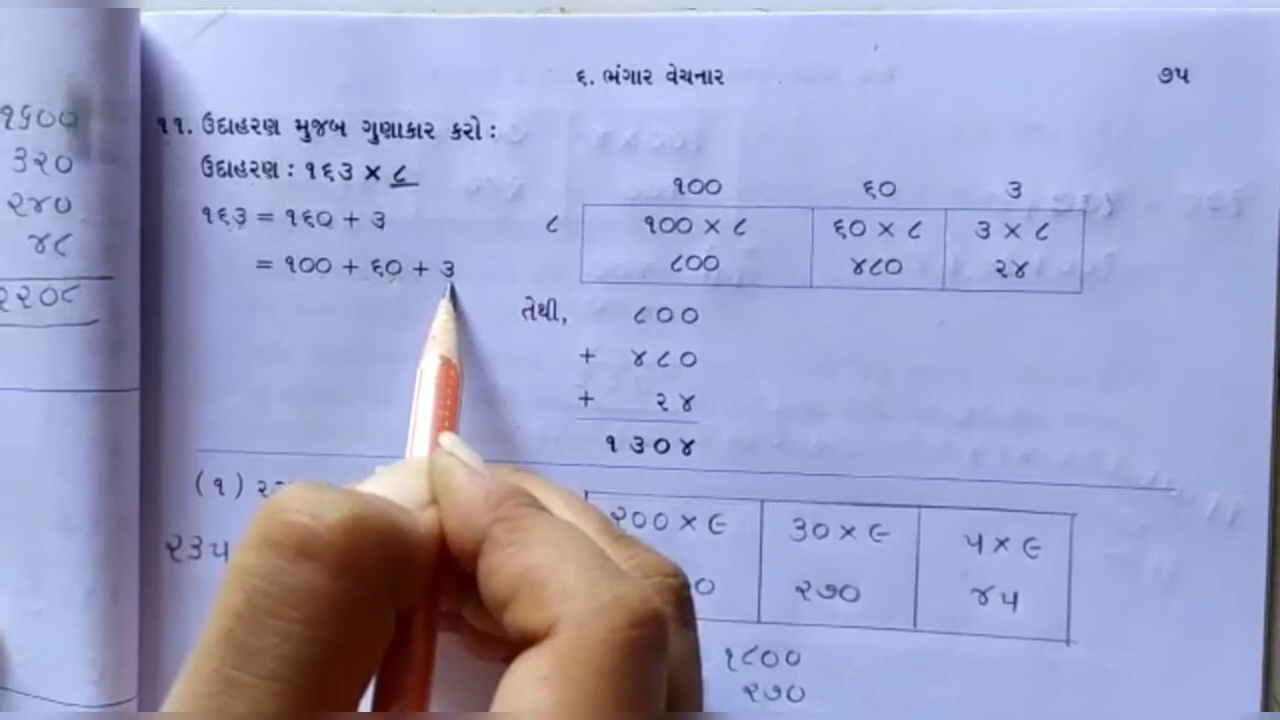 ૧૬૦૦
૩૨૦
૨૪૦
૪૮
૨૨૦૮
૬. ભંગાર વેચનાર
૭૫
૧૧. ઉદાહરણ મુજબ ગુણાકાર કરો :
ઉદાહરણ : ૧૬૩ × ૮
૧૬૩ = ૧૬૦ + ૩
= ૧૦૦ + ૬૦ + ૩
૧૦૦ ૬૦ ૩
૮ ૧૦૦ × ૮ ૬૦ × ૮ ૩ × ૮
૮૦૦ ૪૮૦ ૨૪
તેથી, ૮૦૦
+ ૪૮૦
+ ૨૪
૧૩૦૪
(૧)
૨૩૫
૨૦૦ × ૯ ૩૦ × ૯ ૫ × ૯
૨૭૦ ૪૫
૧૮૦૦
૨૭૦